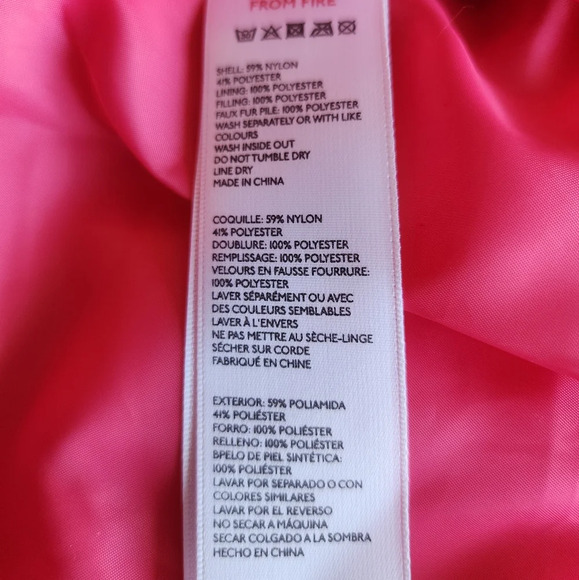 FROM FIRE
SHELL: 59% NYLON
41% POLYESTER
LINING: 100% POLYESTER
FILLING: 100% POLYESTER
FAUX FUR PILE: 100% POLYESTER
WASH SEPARATELY OR WITH LIKE
COLOURS
WASH INSIDE OUT
DO NOT TUMBLE DRY
LINE DRY
MADE IN CHINA
COQUILLE: 59% NYLON
41% POLYESTER
DOUBLURE: 100% POLYESTER
REMPLISSAGE: 100% POLYESTER
VELOURS EN FAUSSE FOURRURE:
100% POLYESTER
LAVER SÉPARÉMENT OU AVEC
DES COULEURS SEMBLABLES
LAVER À L'ENVERS
NE PAS METTRE AU SÈCHE-LINGE
SÉCHER SUR CORDE
FABRIQUÉ EN CHINE
EXTERIOR: 59% POLIAMIDA
41% POLIÉSTER
FORRO: 100% POLIÉSTER
RELLENO: 100% POLIÉSTER
BPELO DE PIEL SINTÉTICA:
100% POLIÉSTER
LAVAR POR SEPARADO O CON
COLORES SIMILARES
LAVAR POR EL REVERSO
NO SECAR A MÁQUINA
SECAR COLGADO A LA SOMBRA
HECHO EN CHINA